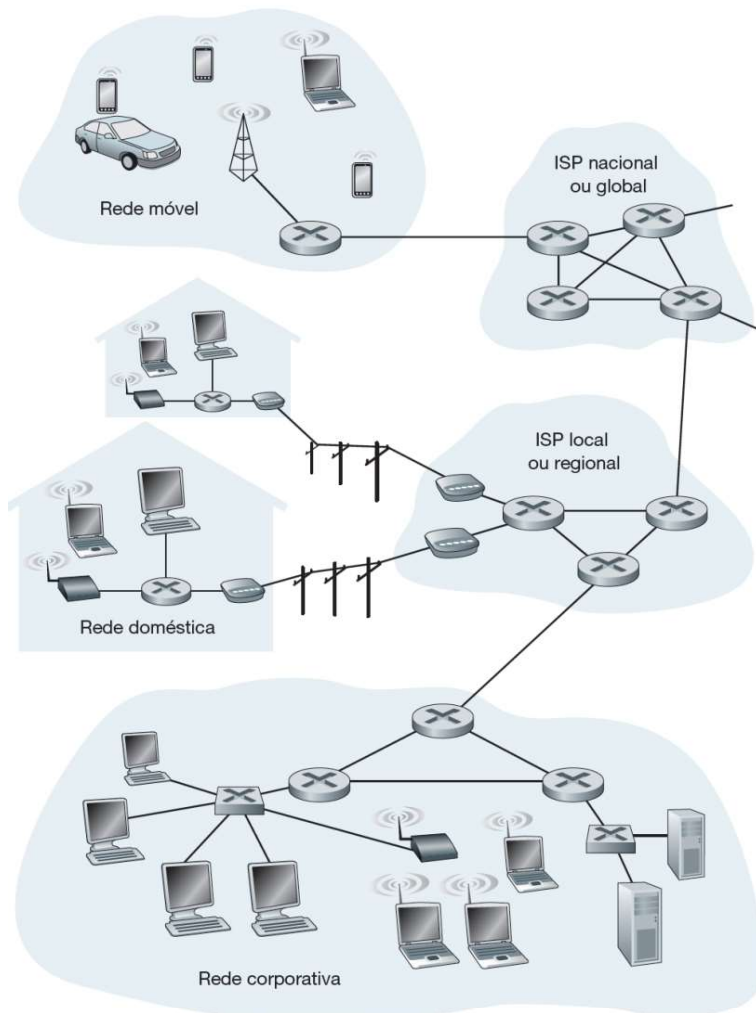 Rede móvel
ISP nacional
ou global
ISP local
ou regional
Rede doméstica
Rede corporativa